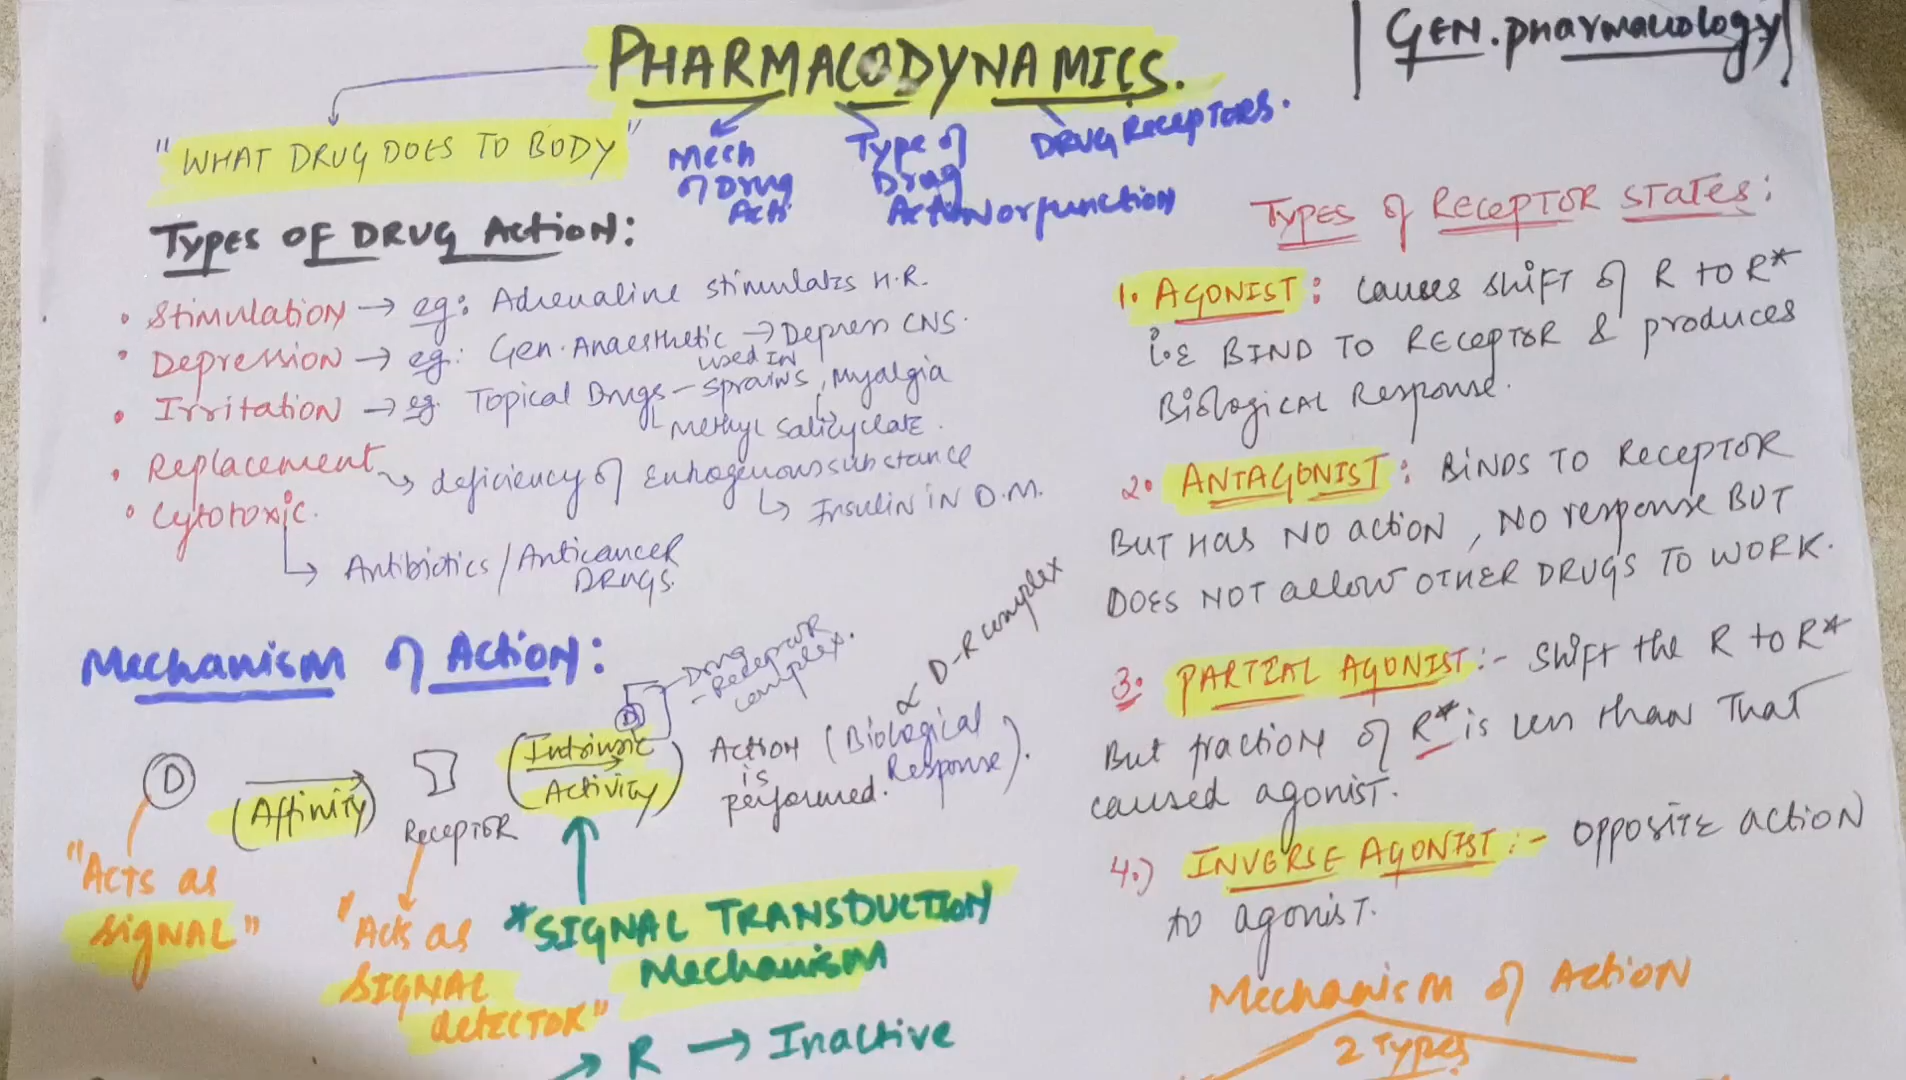 GEN. pharmacology
PHARMACODYNAMICS.
"WHAT DRUG DOES TO BODY"
Mech
of Drug
Actn
Type of
Drug
Action or function
DRUG RECEPTORS.
TYPES OF DRUG ACTION:
• Stimulation → eg: Adrenaline stimulates H.R.
• Depression → eg: Gen. Anaesthetic → Depress CNS.
• Irritation → eg. Topical Drugs - used in sprains, Myalgia
Methyl Salicyclate.
• Replacement → deficiency of Enhogenous substance
↳ Insulin in D.M.
• Cytotoxic.
↳ Antibiotics / Anticancer
DRUGS.
Mechanism of Action:
Drug
- Receptor
complex.
D
(Affinity)
Receptor
D
(Intrinsic
Activity)
Action
is
performed.
(Biological
Response).
∝ D-R complex
"Acts as
SIGNAL"
"Acts as
SIGNAL
detector"
*SIGNAL TRANSDUCTION
Mechanism
→ R → Inactive
Types of Receptor states:
1. AGONIST: causes shift of R to R*
i.e BIND TO RECEPTOR & produces
Biological Response.
2. ANTAGONIST: BINDS TO RECEPTOR
BUT HAS NO action, NO response BUT
DOES NOT allow OTHER DRUGS TO WORK.
3. PARTIAL AGONIST:- Shift the R to R*
But fraction of R* is less than That
caused agonist.
4.) INVERSE AGONIST:- OPPOSITE action
to agonist.
Mechanism of Action
2 Types